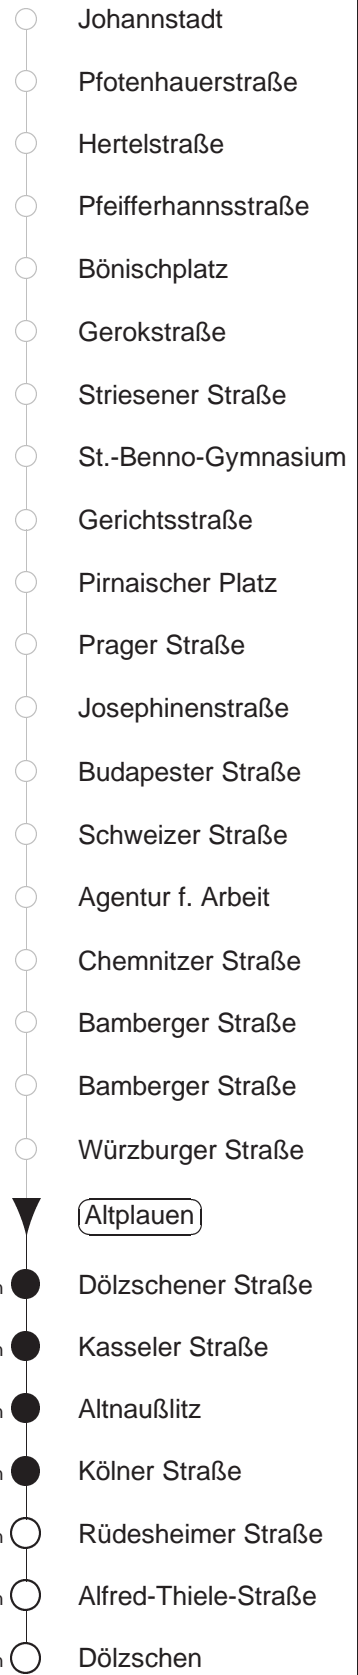 Johannstadt
Pfotenhauerstraße
Hertelstraße
Pfeifferhannsstraße
Bönischplatz
Gerokstraße
Striesener Straße
St.-Benno-Gymnasium
Gerichtsstraße
Pirnaischer Platz
Prager Straße
Josephinenstraße
Budapester Straße
Schweizer Straße
Agentur f. Arbeit
Chemnitzer Straße
Bamberger Straße
Bamberger Straße
Würzburger Straße
Altplauen
Dölzschener Straße
Kasseler Straße
Altnaußlitz
Kölner Straße
Rüdesheimer Straße
Alfred-Thiele-Straße
Dölzschen